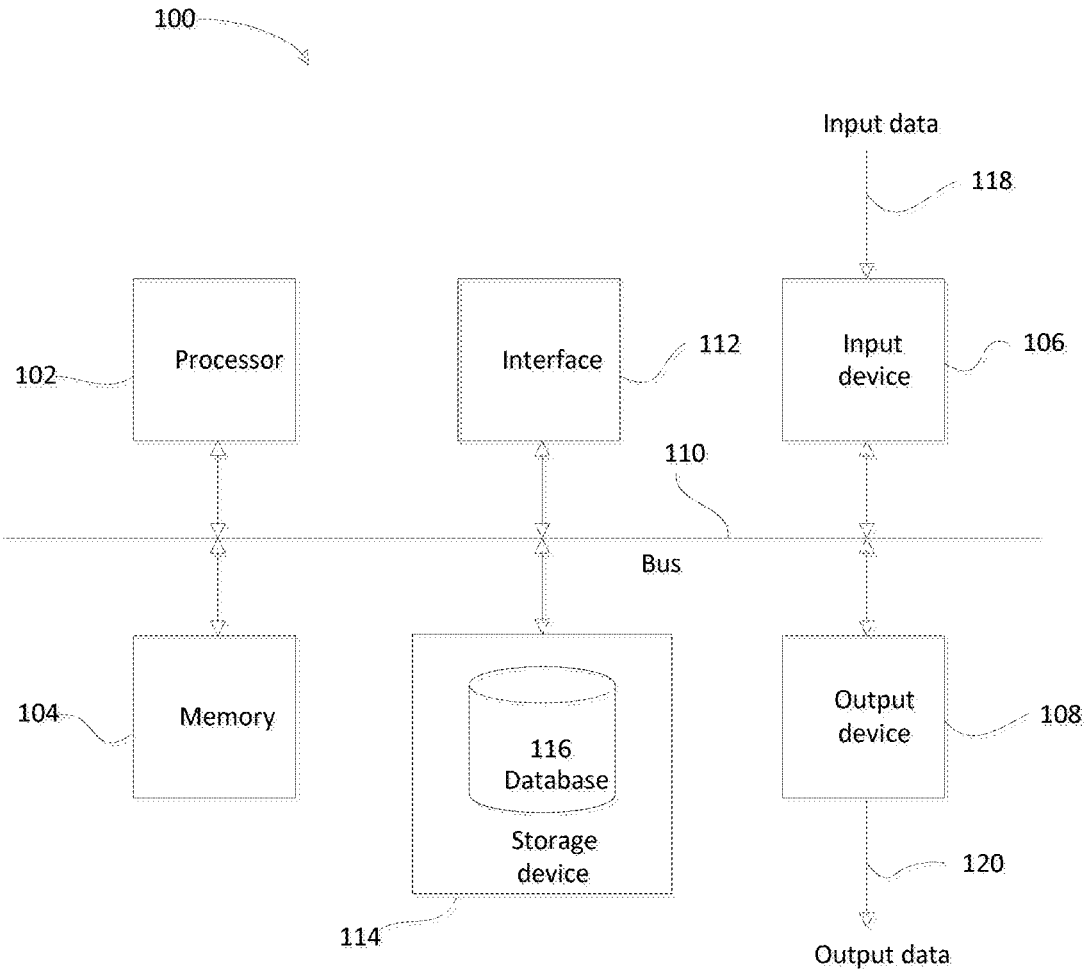 100
Input data
118
Processor
Interface
Input
device
102
112
106
110
Bus
Memory
104
116
Database
Storage
device
114
Output
device
108
120
Output data